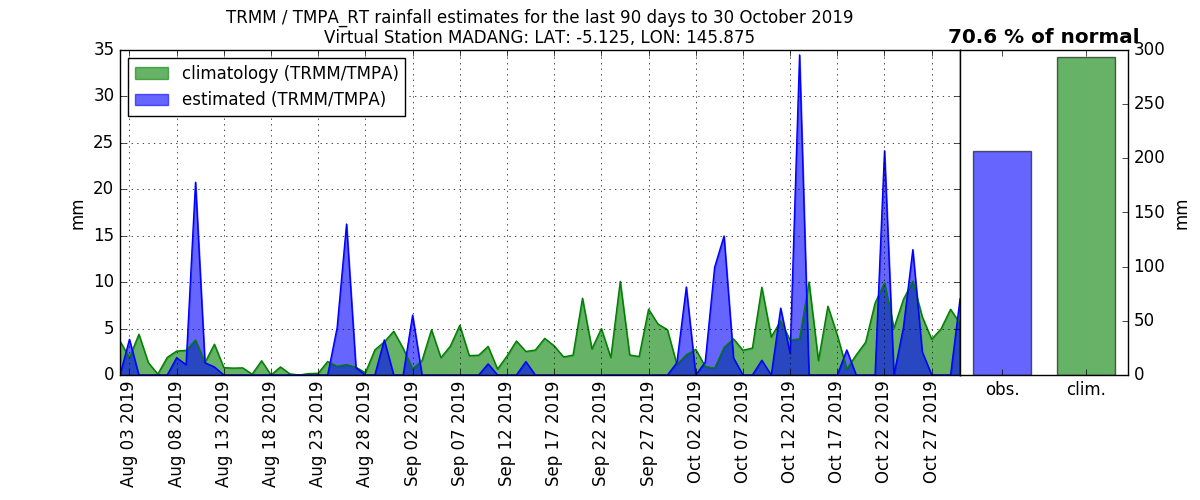 TRMM / TMPA_RT rainfall estimates for the last 90 days to 30 October 2019
Virtual Station MADANG: LAT: -5.125, LON: 145.875
70.6 % of normal
climatology (TRMM/TMPA)
estimated (TRMM/TMPA)
mm
35
30
25
20
15
10
5
0
Aug 03 2019
Aug 08 2019
Aug 13 2019
Aug 18 2019
Aug 23 2019
Aug 28 2019
Sep 02 2019
Sep 07 2019
Sep 12 2019
Sep 17 2019
Sep 22 2019
Sep 27 2019
Oct 02 2019
Oct 07 2019
Oct 12 2019
Oct 17 2019
Oct 22 2019
Oct 27 2019
obs.
clim.
300
250
200
150
100
50
0
mm